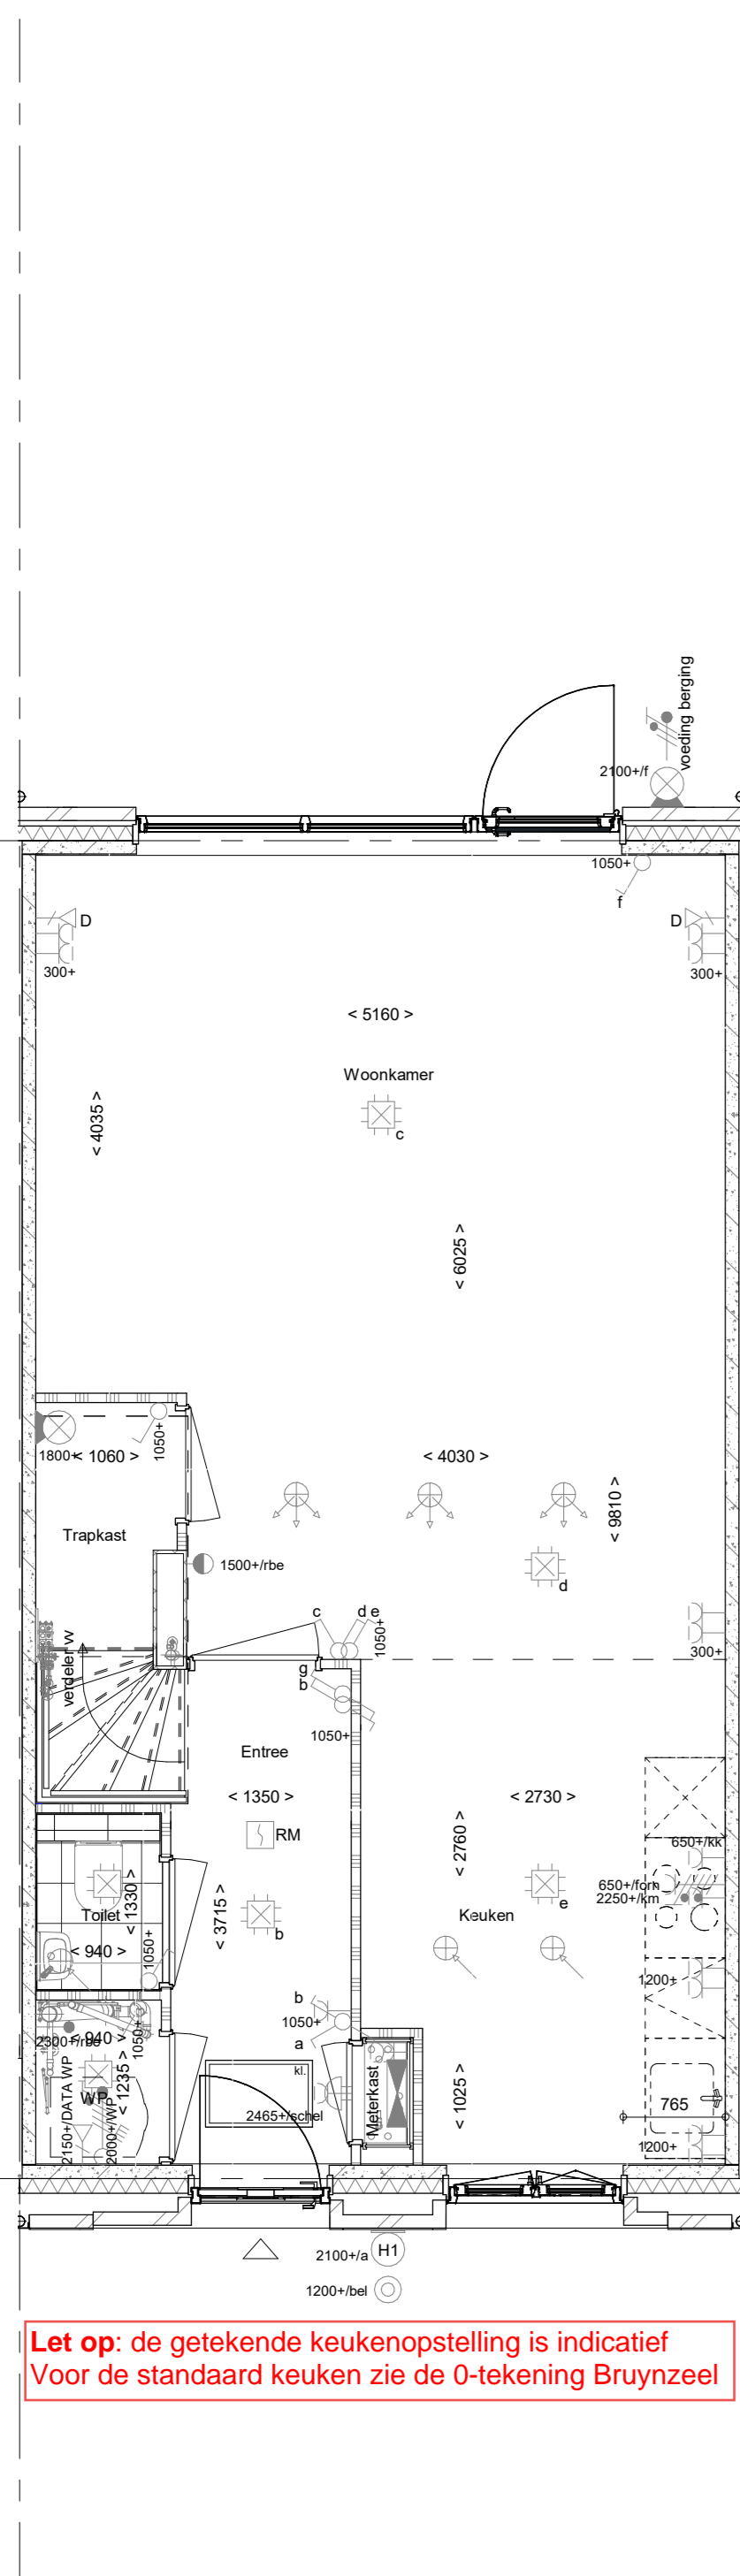 voeding berging
2100+/f
1050+
f
D
D
300+
300+
< 5160 >
Woonkamer
c
< 4035 >
< 6025 >
1800+
< 1060 >
1050+
< 4030 >
< 9810 >
Trapkast
1500+/rbe
d
c
d e
1050+
300+
verdeler vv
g
b
1050+
Entree
< 1350 >
< 2730 >
RM
< 2760 >
650+/kk
650+/forn
2250+/km
< 1330 >
Toilet
< 3715 >
b
e
Keuken
< 940 >
1050+
1200+
b
1050+
a
2300+/rbe
< 940 >
1050+
kl.
WP
< 1235 >
2150+/DATA WP
2000+/WP
2465+/schel
Meterkast
< 1025 >
765
1200+
2100+/a
H1
1200+/bel
Let op: de getekende keukenopstelling is indicatief
Voor de standaard keuken zie de 0-tekening Bruynzeel